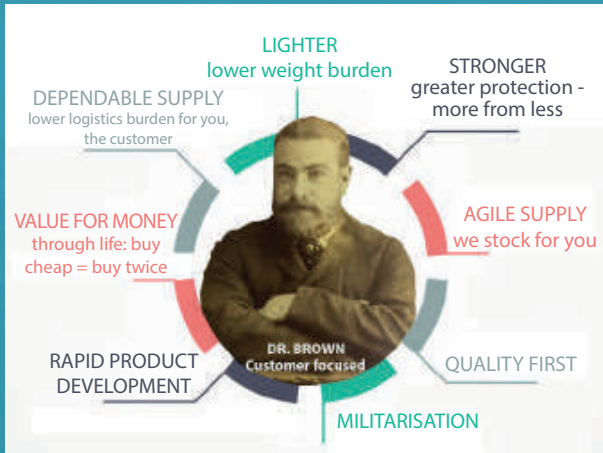 LIGHTER
lower weight burden
STRONGER
greater protection -
more from less
DEPENDABLE SUPPLY
lower logistics burden for you,
the customer
VALUE FOR MONEY
through life: buy
cheap = buy twice
AGILE SUPPLY
we stock for you
DR. BROWN
Customer focused
RAPID PRODUCT
DEVELOPMENT
QUALITY FIRST
MILITARISATION